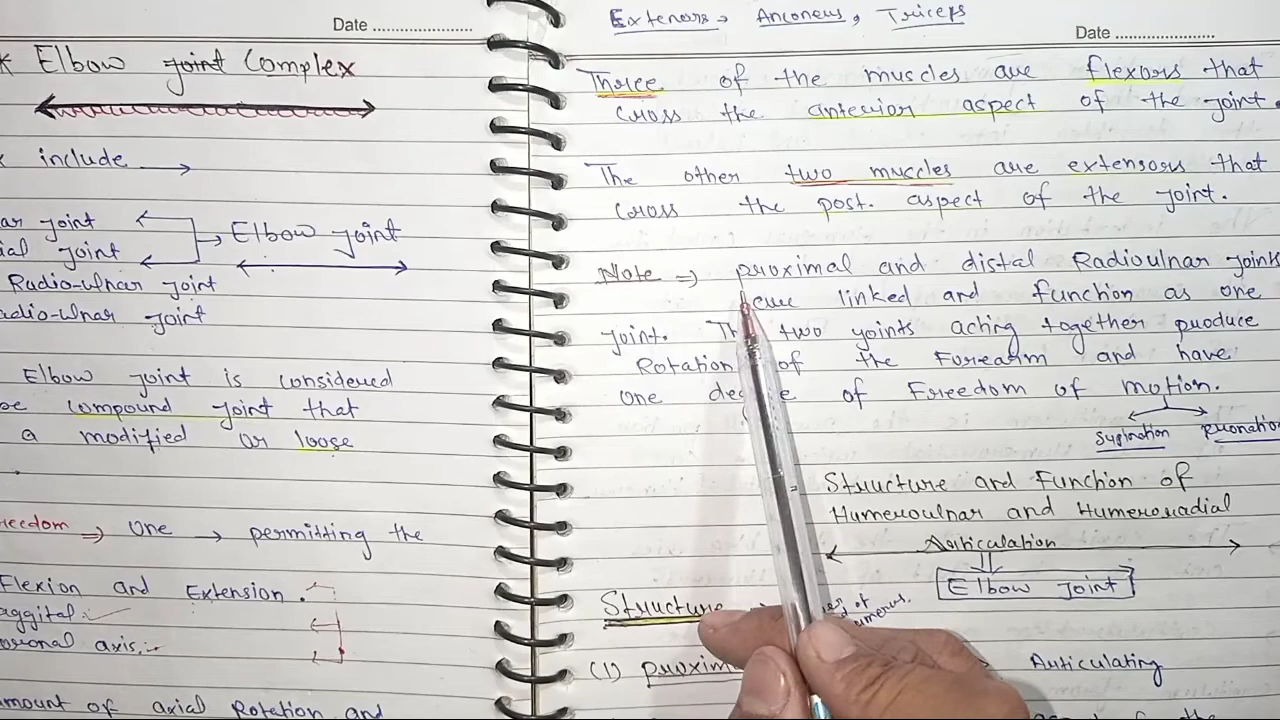 Date ........................
Elbow joint Complex
include
ar joint
Elbow joint
ial joint
Radio-ulnar joint
adio-ulnar joint
Elbow joint is considered
compound joint that
a modified or loose
reedom ⇒ One → permitting the
Flexion and Extension.
aggital
oronal axis
mount of axial Rotation and
Extensors → Anconeus, Triceps
Date ........................
Three of the muscles are flexors that
cross the anterior aspect of the joint.
The other two muscles are extensors that
cross the post. aspect of the joint.
Note ⇒ proximal and distal Radioulnar joints
linked and function as one
joint. two joints acting together produce
Rotation of the Forearm and have
one of Freedom of motion.
Supination pronation
Structure and Function of
Humeroulnar and Humeroradial
Articulation
Elbow Joint
Structure
of
umerus.
(1) proxim Articulating
of the